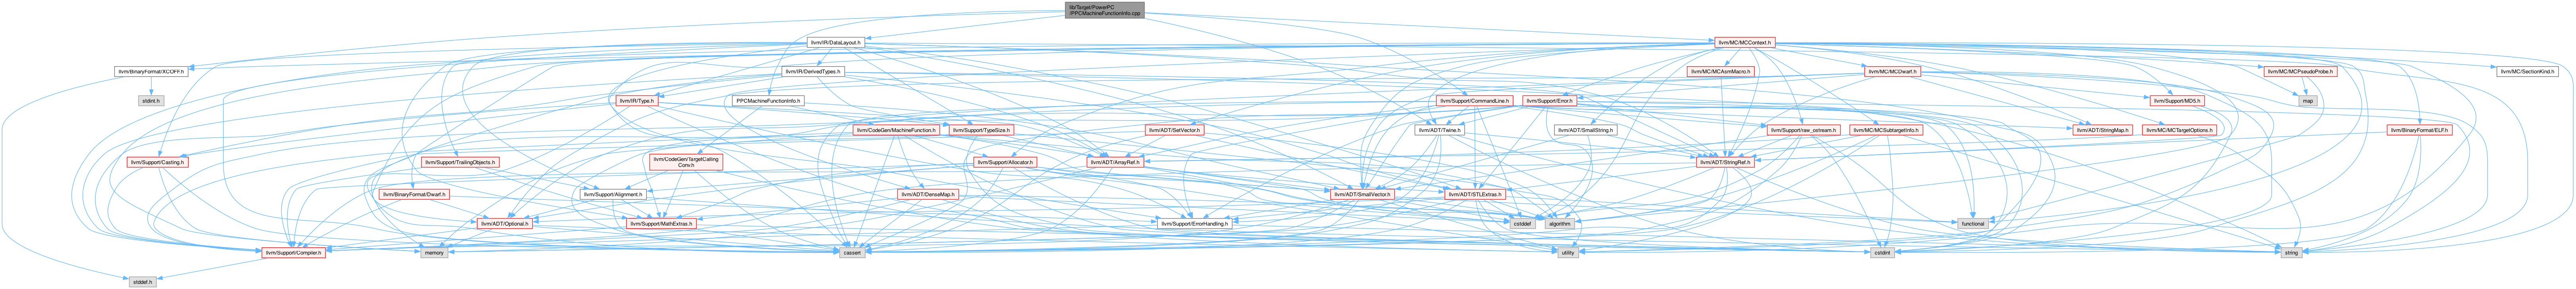 lib/Target/PowerPC
/PPCMachineFunctionInfo.cpp
llvm/IR/DataLayout.h
llvm/MC/MCContext.h
llvm/BinaryFormat/XCOFF.h
llvm/IR/DerivedTypes.h
llvm/MC/MCAsmMacro.h
llvm/MC/MCDwarf.h
llvm/MC/MCPseudoProbe.h
llvm/MC/SectionKind.h
stdint.h
llvm/IR/Type.h
PPCMachineFunctionInfo.h
llvm/Support/CommandLine.h
llvm/Support/Error.h
llvm/Support/MD5.h
map
llvm/CodeGen/MachineFunction.h
llvm/Support/TypeSize.h
llvm/ADT/SetVector.h
llvm/ADT/Twine.h
llvm/ADT/SmallString.h
llvm/Support/raw_ostream.h
llvm/MC/MCSubtargetInfo.h
llvm/ADT/StringMap.h
llvm/MC/MCTargetOptions.h
llvm/BinaryFormat/ELF.h
llvm/Support/Casting.h
llvm/Support/TrailingObjects.h
llvm/CodeGen/TargetCalling
Conv.h
llvm/Support/Allocator.h
llvm/ADT/ArrayRef.h
llvm/ADT/StringRef.h
llvm/BinaryFormat/Dwarf.h
llvm/Support/Alignment.h
llvm/ADT/DenseMap.h
llvm/ADT/SmallVector.h
llvm/ADT/STLExtras.h
llvm/ADT/Optional.h
llvm/Support/MathExtras.h
llvm/Support/ErrorHandling.h
cstddef
algorithm
functional
llvm/Support/Compiler.h
memory
cassert
utility
cstdint
string
stddef.h